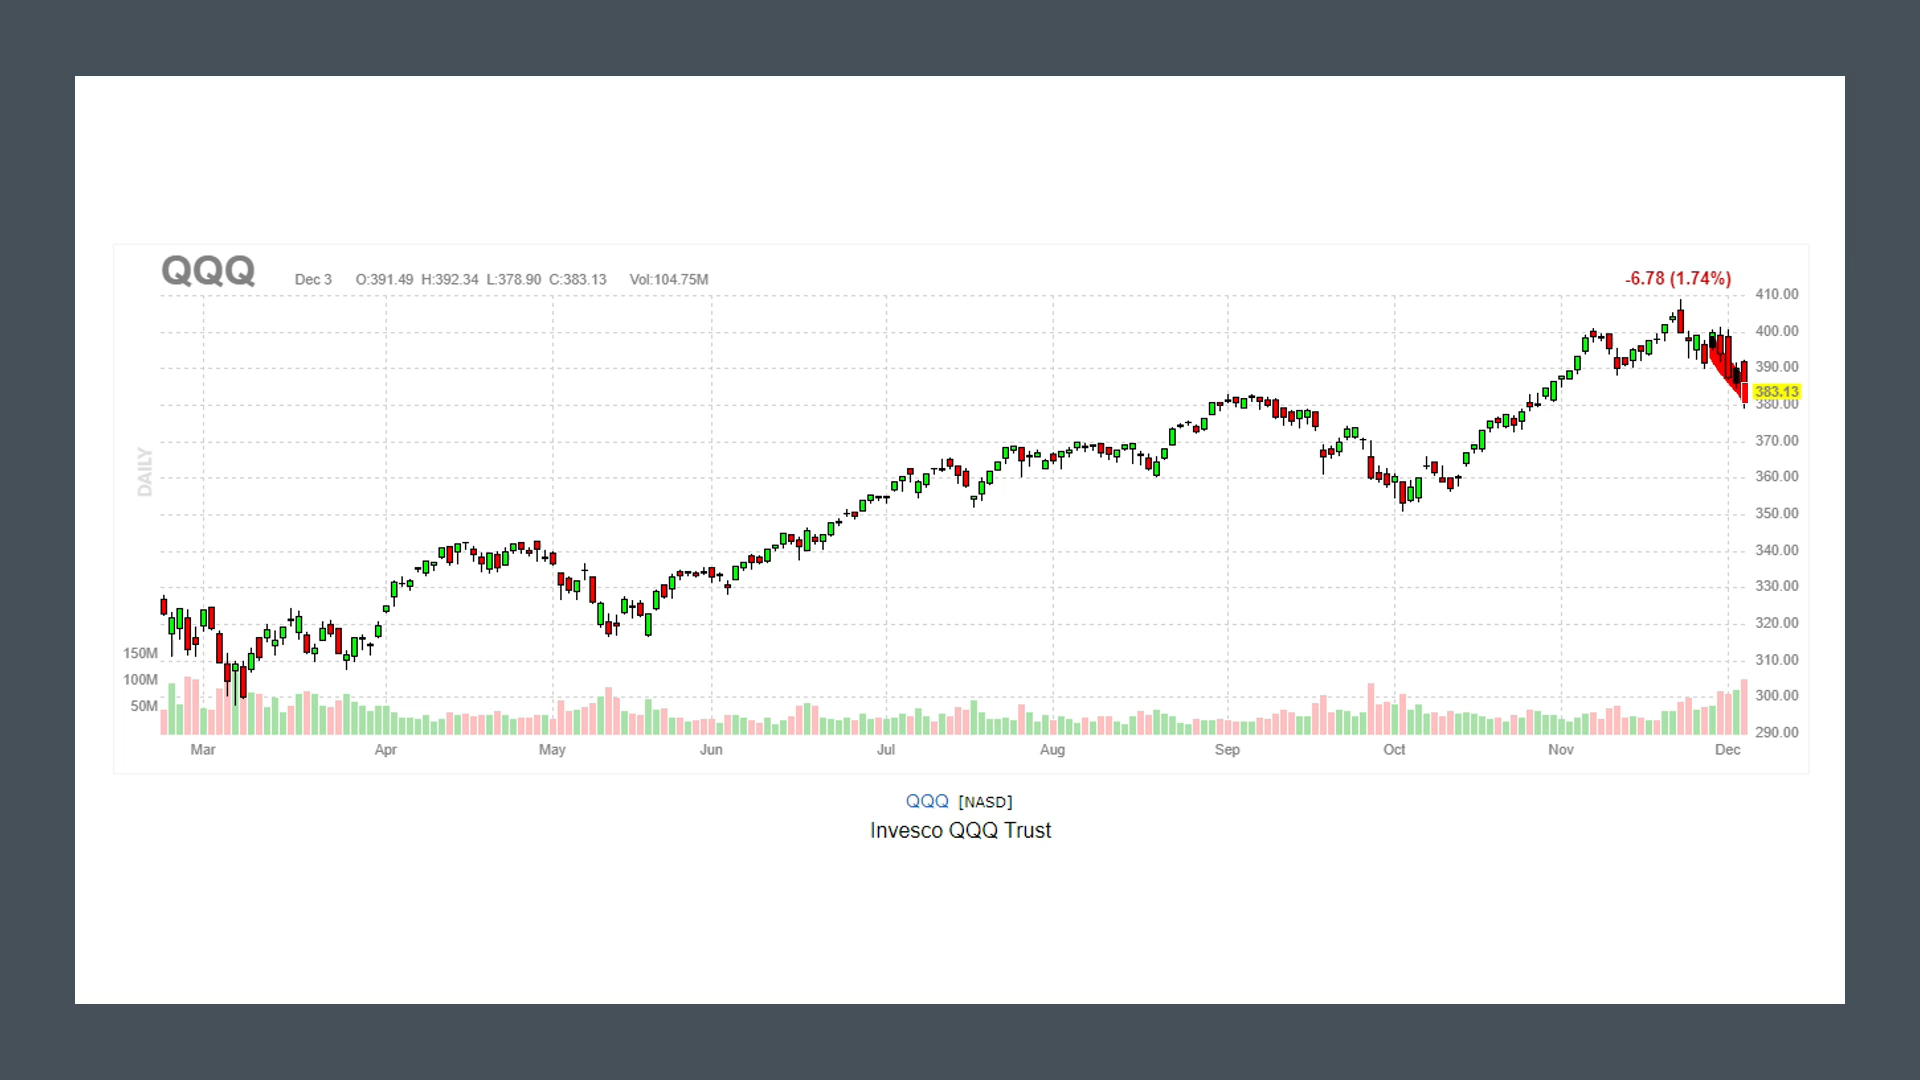 QQQ Dec 3 O:391.49 H:392.34 L:378.90 C:383.13 Vol:104.75M
-6.78 (1.74%)
410.00
400.00
390.00
383.13
380.00
370.00
DAILY
360.00
350.00
340.00
330.00
320.00
150M
310.00
100M
300.00
50M
290.00
Mar Apr May Jun Jul Aug Sep Oct Nov Dec
QQQ [NASD]
Invesco QQQ Trust